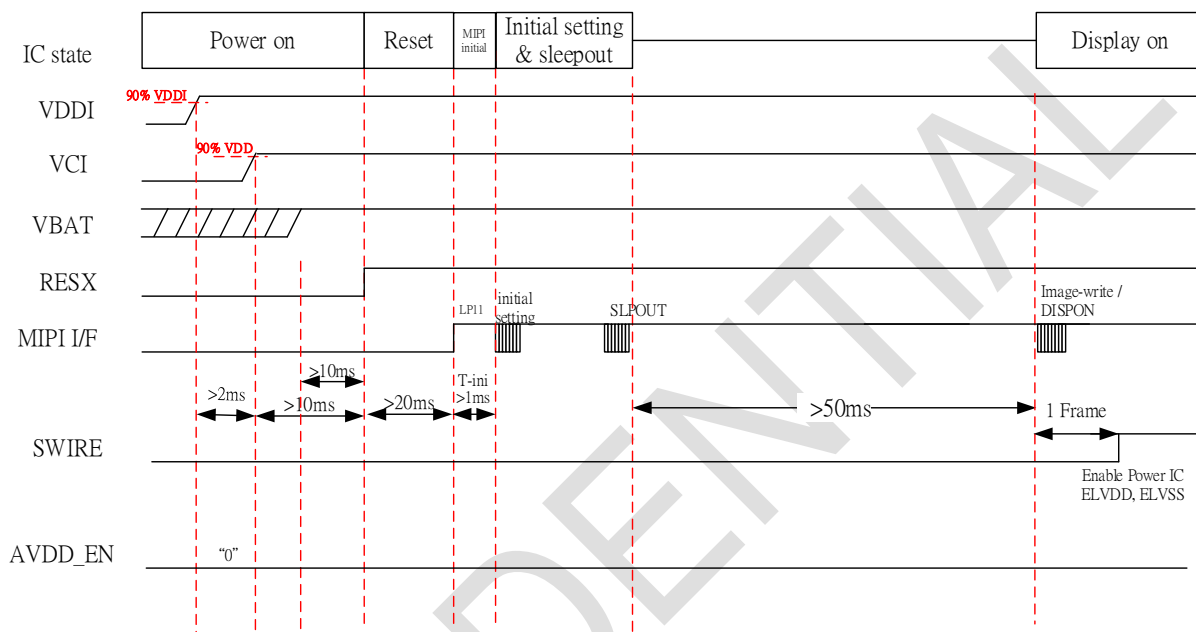 IC state
Power on
Reset
MIPI
initial
Initial setting
& sleepout
Display on
VDDI
90% VDDI
VCI
90% VDD
VBAT
RESX
MIPI I/F
LP11
initial
setting
SLPOUT
Image-write /
DISPON
>2ms
>10ms
>10ms
>20ms
T-ini
>1ms
>50ms
1 Frame
SWIRE
Enable Power IC
ELVDD, ELVSS
AVDD_EN
“0”
DENTIAL